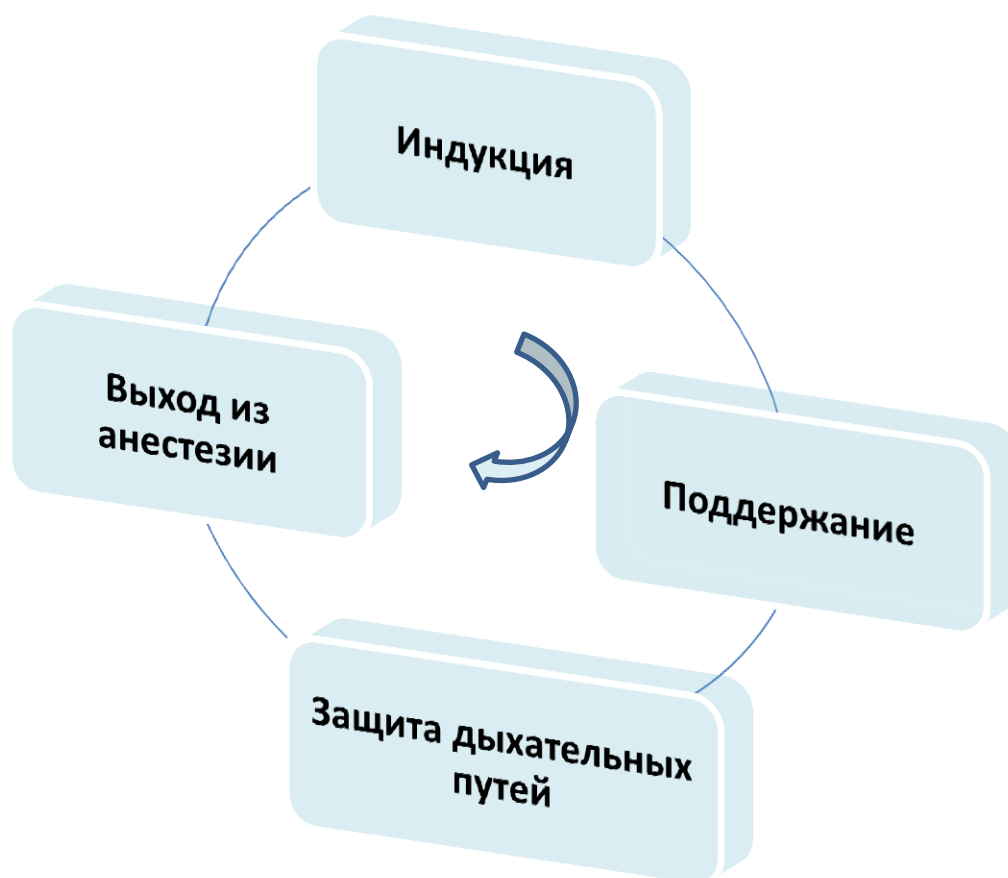 Индукция
Выход из
анестезии
Поддержание
Защита дыхательных
путей